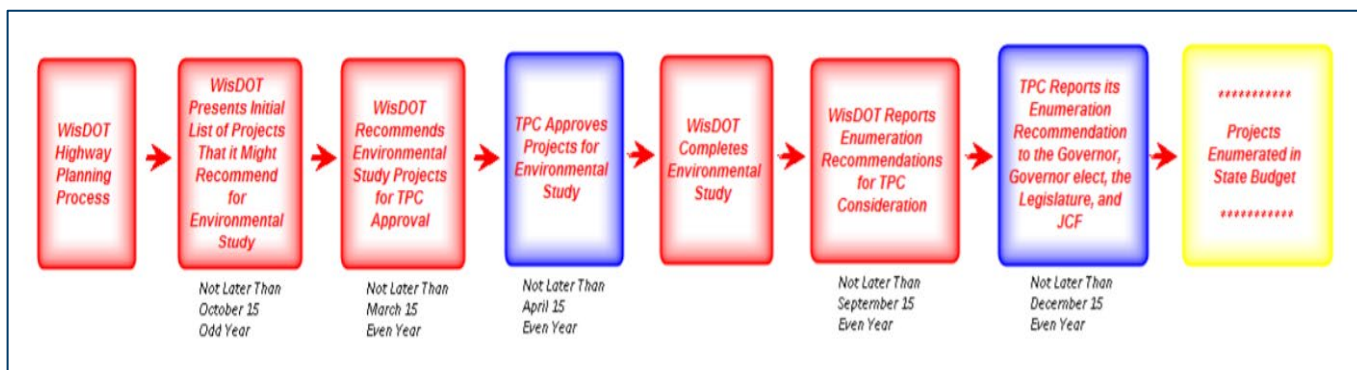 WisDOT
Highway
Planning
Process
WisDOT
Presents Initial
List of Projects
That it Might
Recommend
for
Environmental
Study
Not Later Than
October 15
Odd Year
WisDOT
Recommends
Environmental
Study Projects
for TPC
Approval
Not Later Than
March 15
Even Year
TPC Approves
Projects for
Environmental
Study
Not Later Than
April 15
Even Year
WisDOT
Completes
Environmental
Study
WisDOT Reports
Enumeration
Recommendations
for TPC
Consideration
Not Later Than
September 15
Even Year
TPC Reports its
Enumeration
Recommendation
to the Governor,
Governor elect, the
Legislature, and
JCF
Not Later Than
December 15
Even Year
***********
Projects
Enumerated in
State Budget
***********